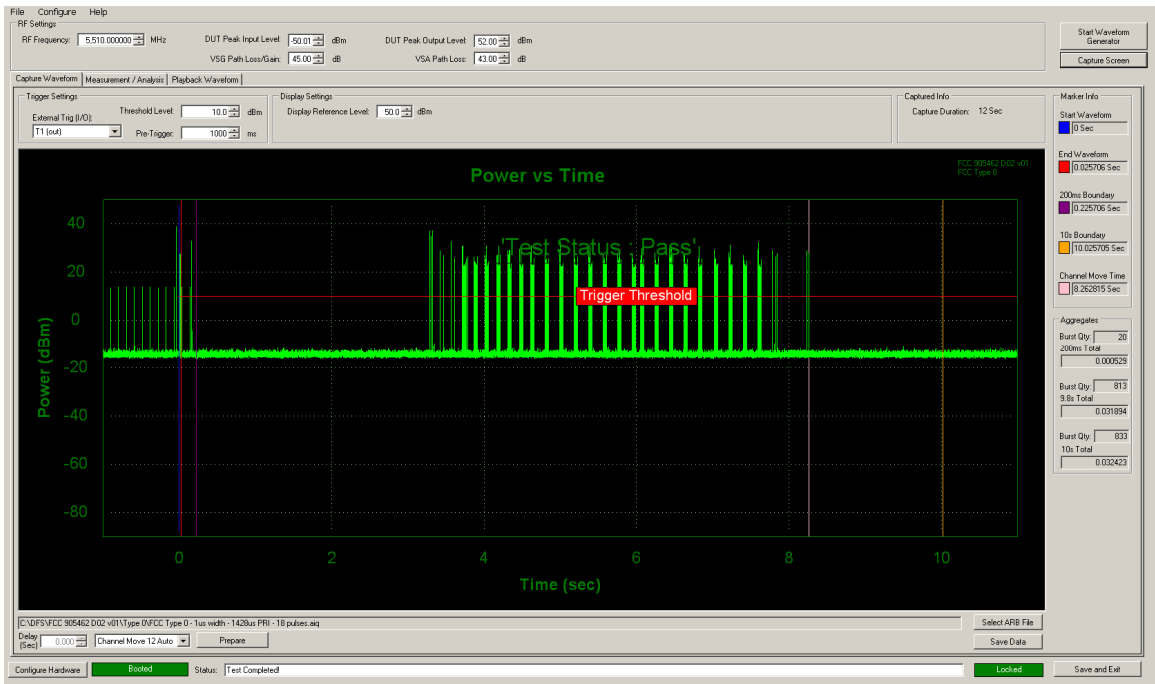 File Configure Help
RF Settings
RF Frequency: 5,510.000000 MHz
DUT Peak Input Level: -50.01 dBm
DUT Peak Output Level: 52.00 dBm
VSG Path Loss/Gain: 45.00 dB
VSA Path Loss: 43.00 dB
Start Waveform
Generator
Capture Screen
Capture Waveform Measurement / Analysis Playback Waveform
Trigger Settings
External Trig (I/O):
T1 (out)
Threshold Level: 10.0 dBm
Pre-Trigger: 1000 ms
Display Settings
Display Reference Level: 50.0 dBm
Captured Info
Capture Duration: 12 Sec
Marker Info
Start Waveform
0 Sec
End Waveform
0.025706 Sec
200ms Boundary
0.225706 Sec
10s Boundary
10.025705 Sec
Channel Move Time
8.262815 Sec
Aggregates
Burst Qty: 20
200ms Total
0.000529
Burst Qty: 813
9.8s Total
0.031894
Burst Qty: 833
10s Total
0.032423
Power vs Time
FCC 905462 D02 v01
FCC Type 0
'Test Status : Pass'
Trigger Threshold
Power (dBm)
40
20
0
-20
-40
-60
-80
0 2 4 6 8 10
Time (sec)
C:\DFS\FCC 905462 D02 v01\Type 0\FCC Type 0 - 1us width - 1428us PRI - 18 pulses.aiq
Select ARB File
Delay
(Sec) 0.000 Channel Move 12 Auto Prepare
Save Data
Configure Hardware Booted Status: Test Completed! Locked Save and Exit